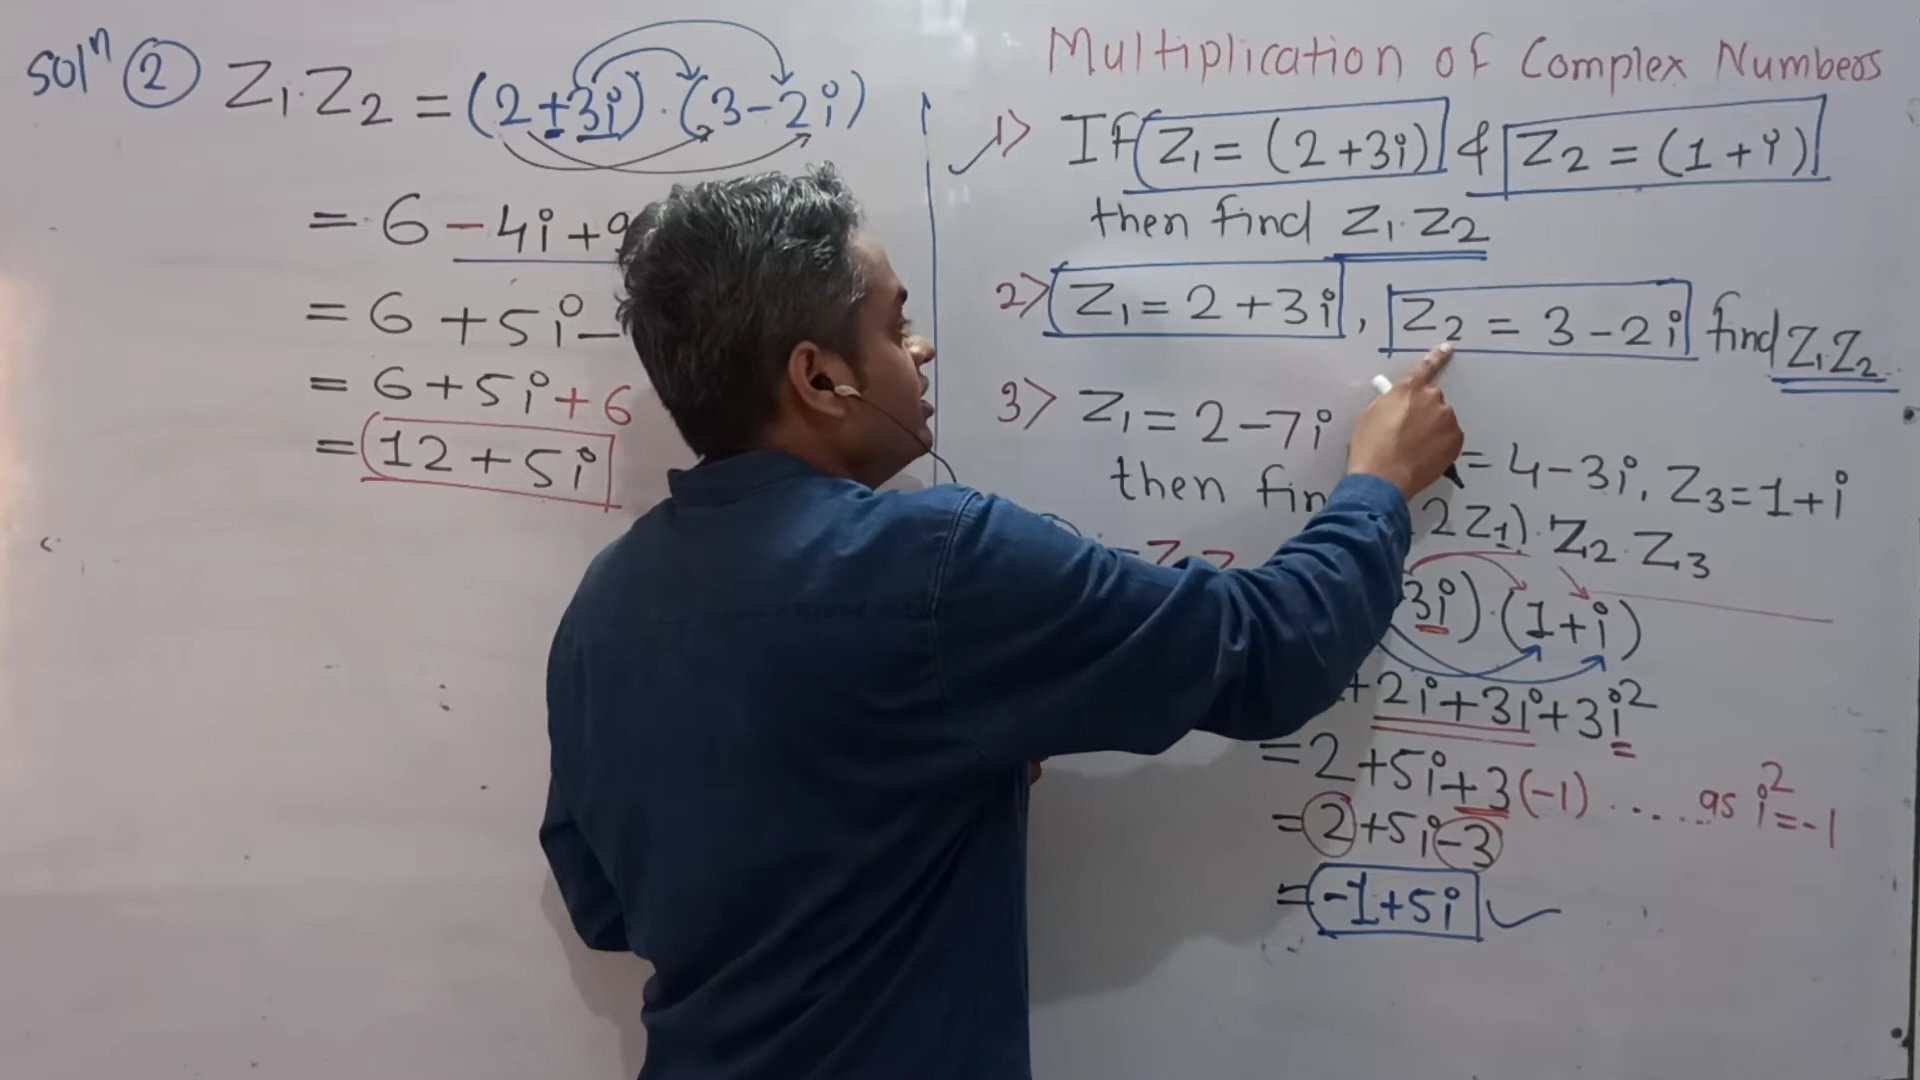 Solⁿ ② Z₁·Z₂ = (2+3i)·(3-2i)
= 6 - 4i + 9
= 6 + 5i -
= 6 + 5i + 6
= 12 + 5i
Multiplication of Complex Numbers
1> If Z₁ = (2+3i) & Z₂ = (1+i)
then find Z₁·Z₂
2> Z₁ = 2+3i, Z₂ = 3-2i find Z₁·Z₂
3> Z₁ = 2-7i = 4-3i, Z₃ = 1+i
then fin 2Z₁)·Z₂·Z₃
3i)·(1+i)
+2i+3i+3i²
= 2+5i+3(-1) ..... as i²=-1
= 2+5i-3
= -1+5i